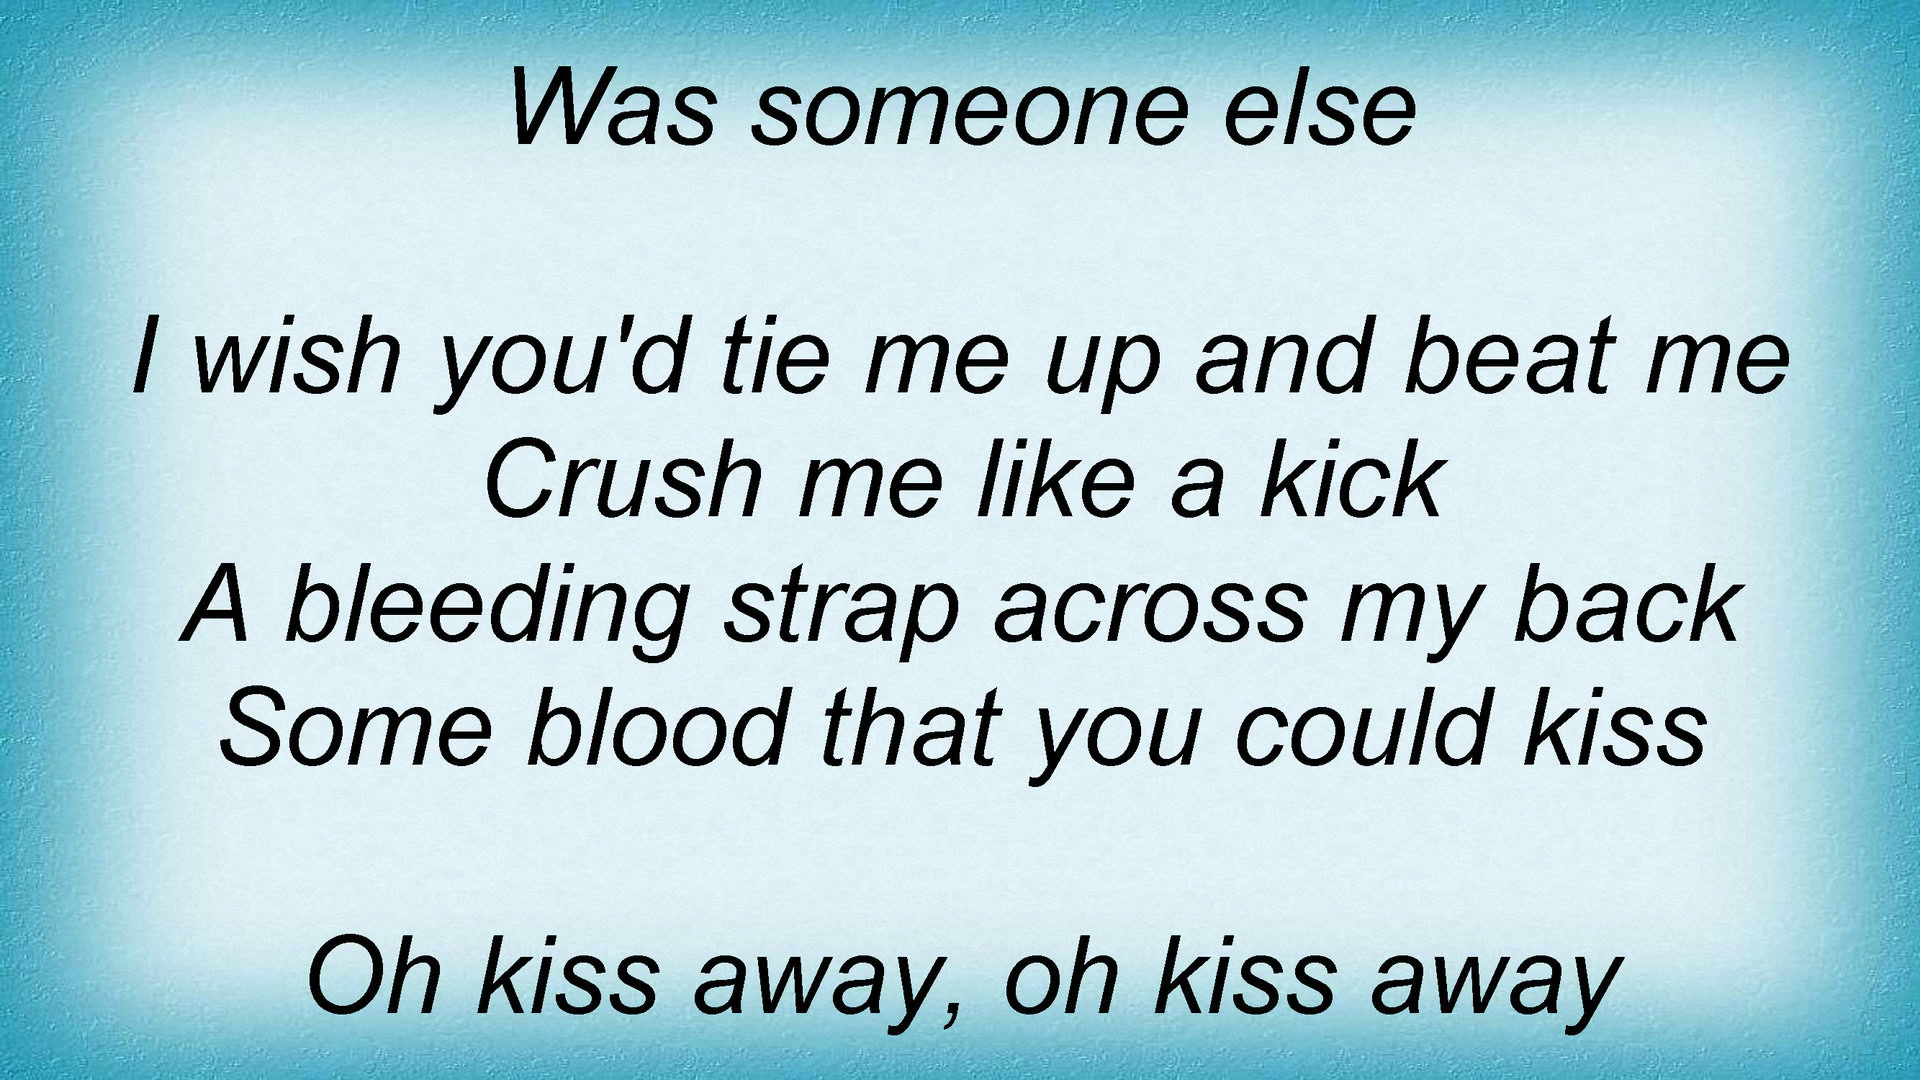 Was someone else
I wish you'd tie me up and beat me
Crush me like a kick
A bleeding strap across my back
Some blood that you could kiss
Oh kiss away, oh kiss away